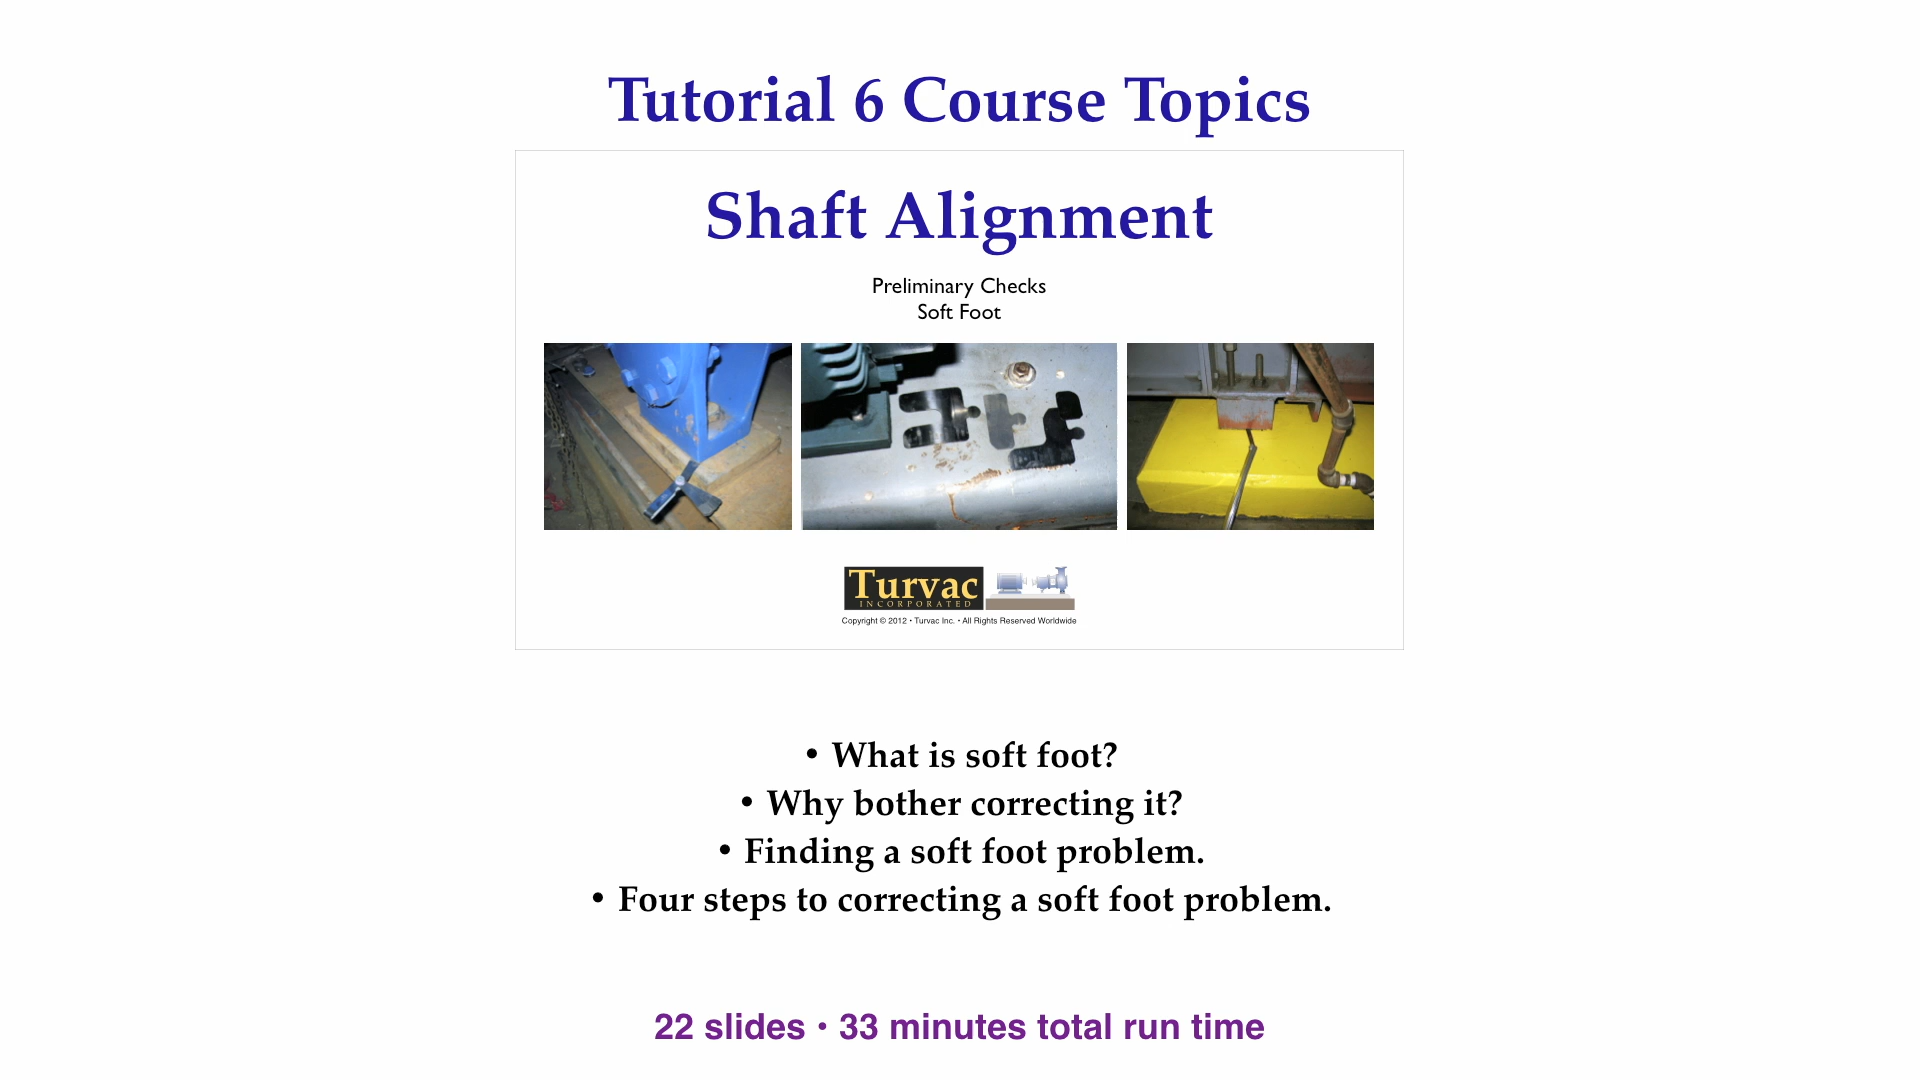 Tutorial 6 Course Topics
Shaft Alignment
Preliminary Checks
Soft Foot
Turvac
INCORPORATED
Copyright © 2012 • Turvac Inc. • All Rights Reserved Worldwide
• What is soft foot?
• Why bother correcting it?
• Finding a soft foot problem.
• Four steps to correcting a soft foot problem.
22 slides • 33 minutes total run time